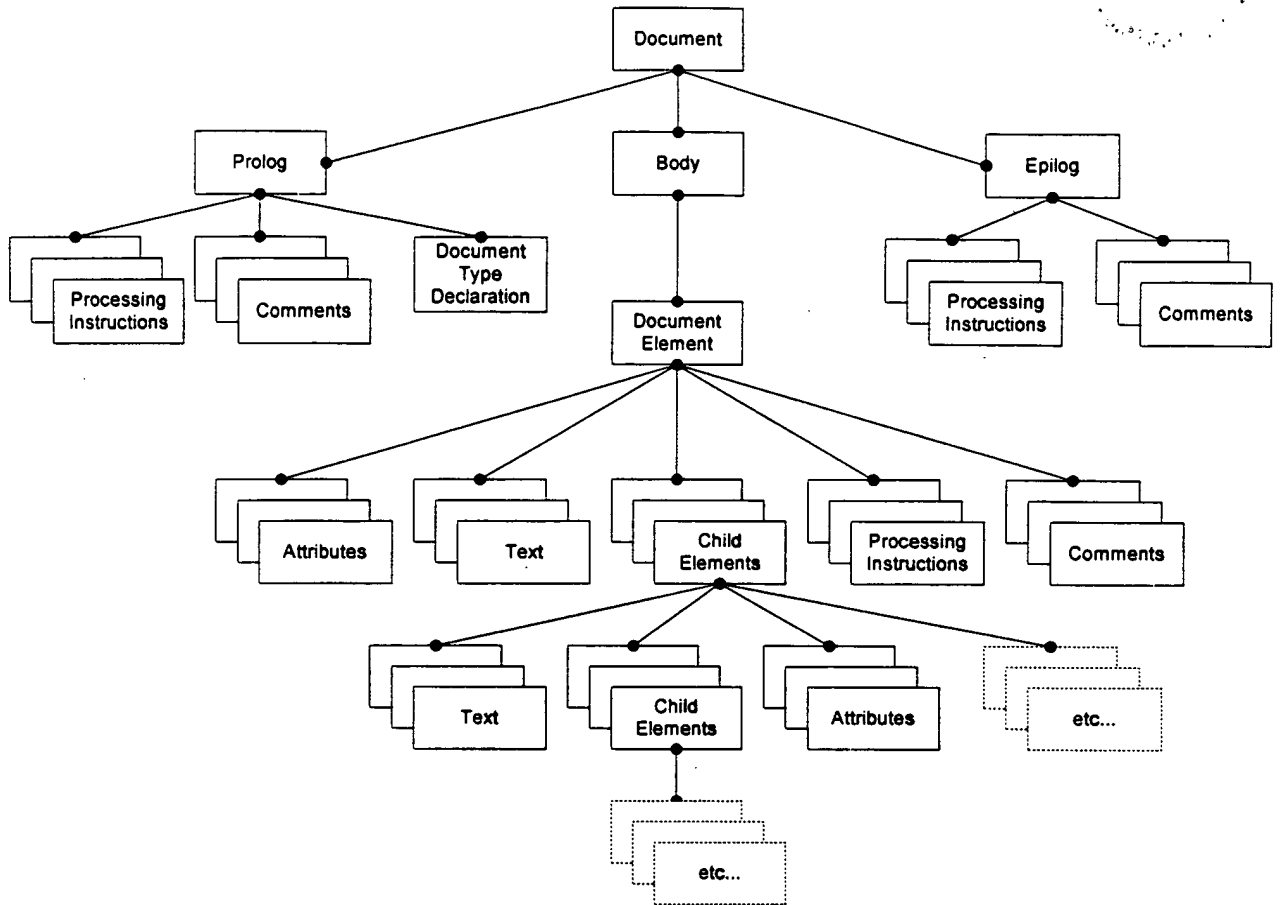 Document
Prolog
Body
Epilog
Processing
Instructions
Comments
Document
Type
Declaration
Document
Element
Processing
Instructions
Comments
Attributes
Text
Child
Elements
Processing
Instructions
Comments
Text
Child
Elements
Attributes
etc...
etc...